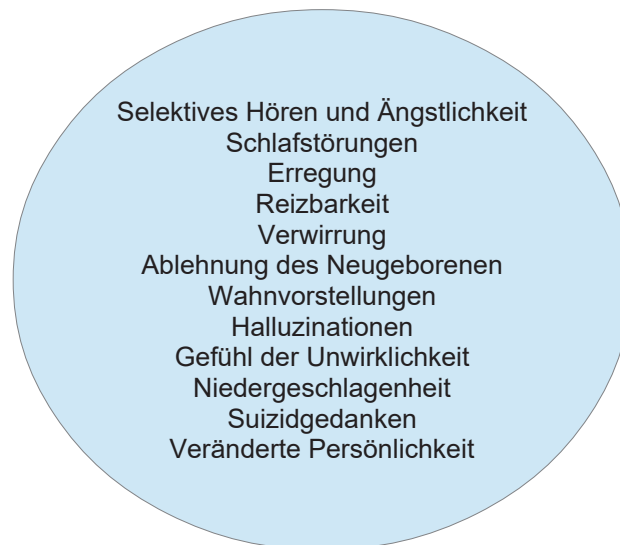 Selektives Hören und Ängstlichkeit
Schlafstörungen
Erregung
Reizbarkeit
Verwirrung
Ablehnung des Neugeborenen
Wahnvorstellungen
Halluzinationen
Gefühl der Unwirklichkeit
Niedergeschlagenheit
Suizidgedanken
Veränderte Persönlichkeit